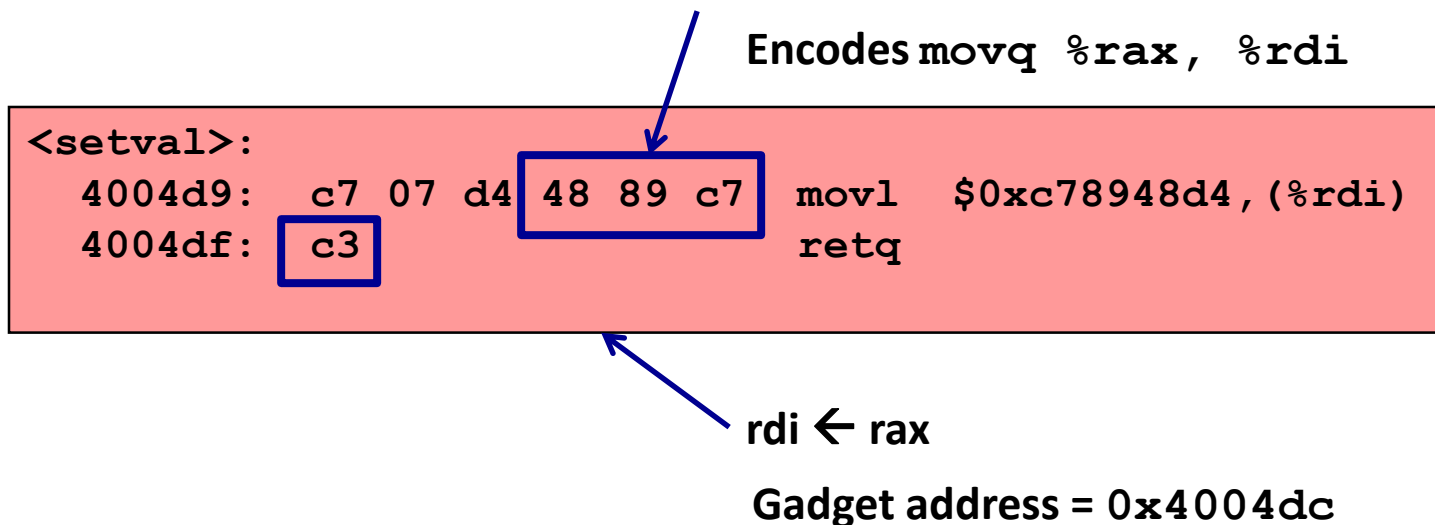 Encodes movq %rax, %rdi
<setval>:
4004d9: c7 07 d4 48 89 c7 movl $0xc78948d4,(%rdi)
4004df: c3 retq
rdi ← rax
Gadget address = 0x4004dc